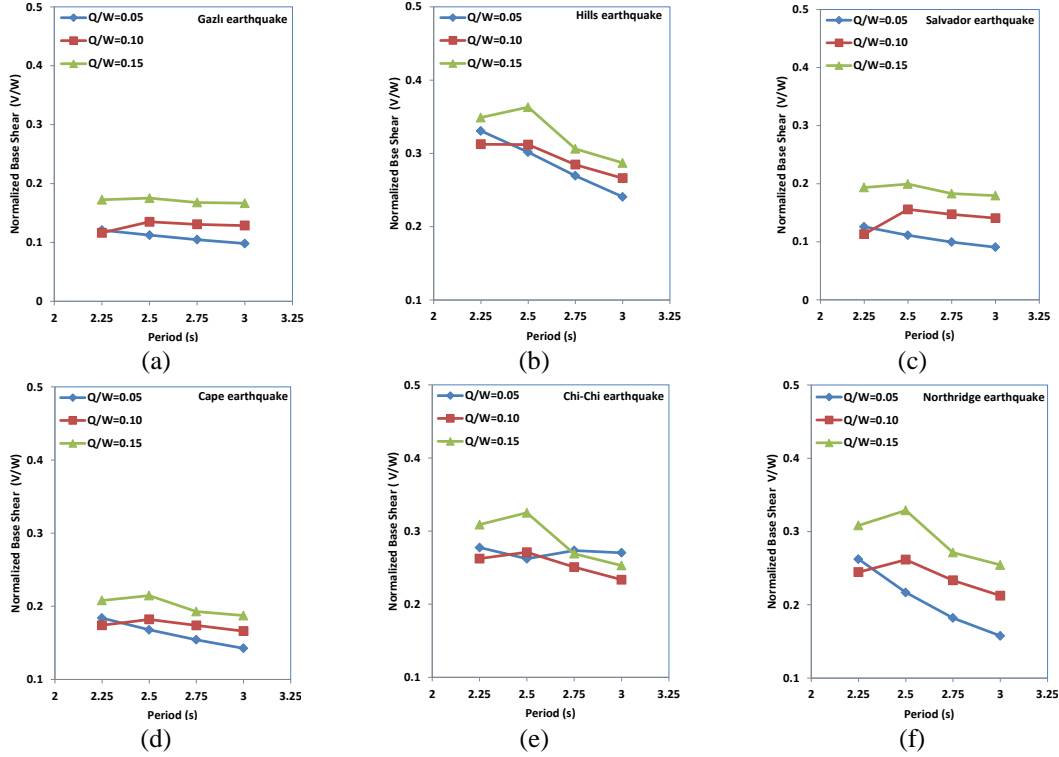 Gazlı earthquake
Q/W=0.05
Q/W=0.10
Q/W=0.15
Normalized Base Shear (V/W)
0.5
0.4
0.3
0.2
0.1
0
2 2.25 2.5 2.75 3 3.25
Period (s)
(a)
Hills earthquake
Q/W=0.05
Q/W=0.10
Q/W=0.15
Normalized Base Shear (V/W)
0.5
0.4
0.3
0.2
0.1
2 2.25 2.5 2.75 3 3.25
Period (s)
(b)
Salvador earthquake
Q/W=0.05
Q/W=0.10
Q/W=0.15
Normalized Base Shear (V/W)
0.5
0.4
0.3
0.2
0.1
0
2 2.25 2.5 2.75 3 3.25
Period (s)
(c)
Cape earthquake
Q/W=0.05
Q/W=0.10
Q/W=0.15
Normalized Base Shear (V/W)
0.5
0.4
0.3
0.2
0.1
2 2.25 2.5 2.75 3 3.25
Period (s)
(d)
Chi-Chi earthquake
Q/W=0.05
Q/W=0.10
Q/W=0.15
Normalized Base Shear ( V/W)
0.5
0.4
0.3
0.2
0.1
2 2.25 2.5 2.75 3 3.25
Period (s)
(e)
Northridge earthquake
Q/W=0.05
Q/W=0.10
Q/W=0.15
Normalized Base Shear V/W)
0.5
0.4
0.3
0.2
0.1
2 2.25 2.5 2.75 3 3.25
Period (s)
(f)